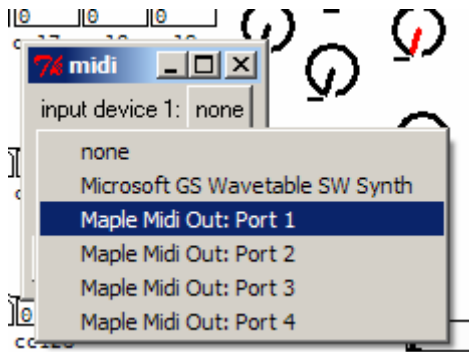 0 0 0
midi
input device 1: none
none
Microsoft GS Wavetable SW Synth
Maple Midi Out: Port 1
Maple Midi Out: Port 2
Maple Midi Out: Port 3
Maple Midi Out: Port 4
0